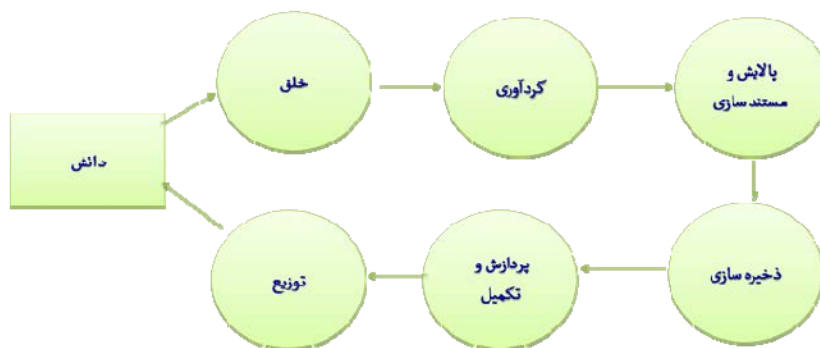 خلق
گردآوری
پالایش و
مستند سازی
دانش
توزیع
پردازش و
تکمیل
ذخیره سازی